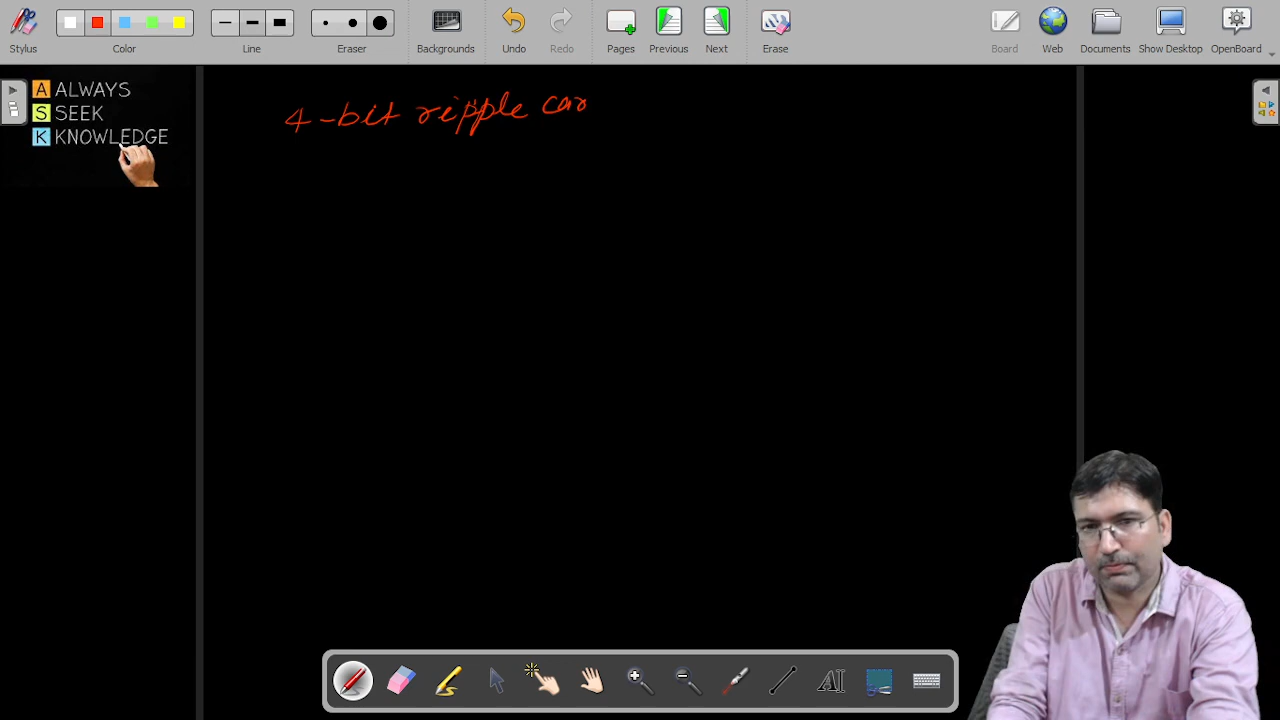 Stylus
Color
Line
Eraser
Backgrounds
Undo
Redo
Pages
Previous
Next
Erase
Board
Web
Documents
Show Desktop
OpenBoard
A ALWAYS
S SEEK
K KNOWLEDGE
4-bit ripple car
AI